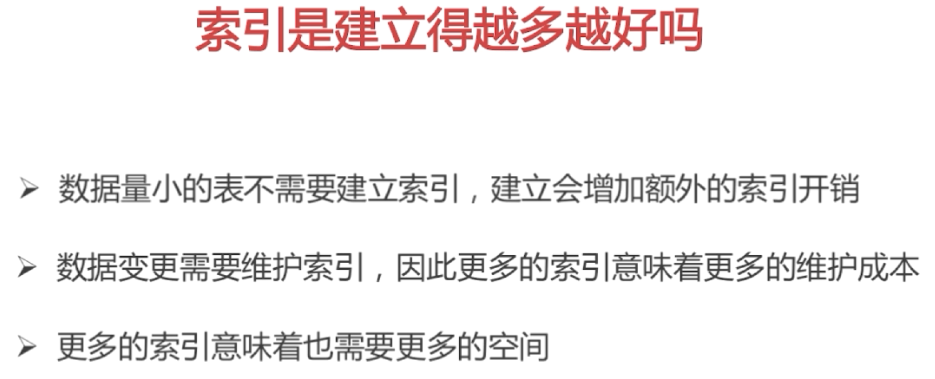 索引是建立得越多越好吗
➢ 数据量小的表不需要建立索引，建立会增加额外的索引开销
➢ 数据变更需要维护索引，因此更多的索引意味着更多的维护成本
➢ 更多的索引意味着也需要更多的空间